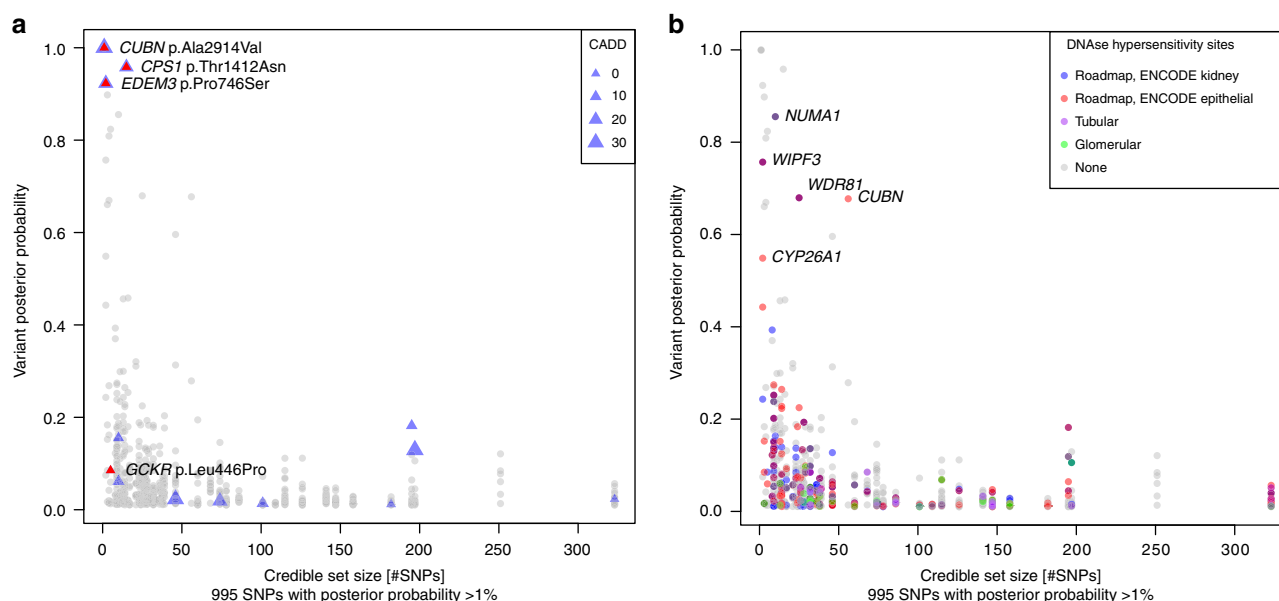 a
Variant posterior probability
1.0
0.8
0.6
0.4
0.2
0.0
CUBN p.Ala2914Val
CPS1 p.Thr1412Asn
EDEM3 p.Pro746Ser
GCKR p.Leu446Pro
CADD
0
10
20
30
0 50 100 150 200 250 300
Credible set size [#SNPs]
995 SNPs with posterior probability >1%
b
Variant posterior probability
1.0
0.8
0.6
0.4
0.2
0.0
NUMA1
WIPF3
WDR81
CUBN
CYP26A1
DNAse hypersensitivity sites
Roadmap, ENCODE kidney
Roadmap, ENCODE epithelial
Tubular
Glomerular
None
0 50 100 150 200 250 300
Credible set size [#SNPs]
995 SNPs with posterior probability >1%